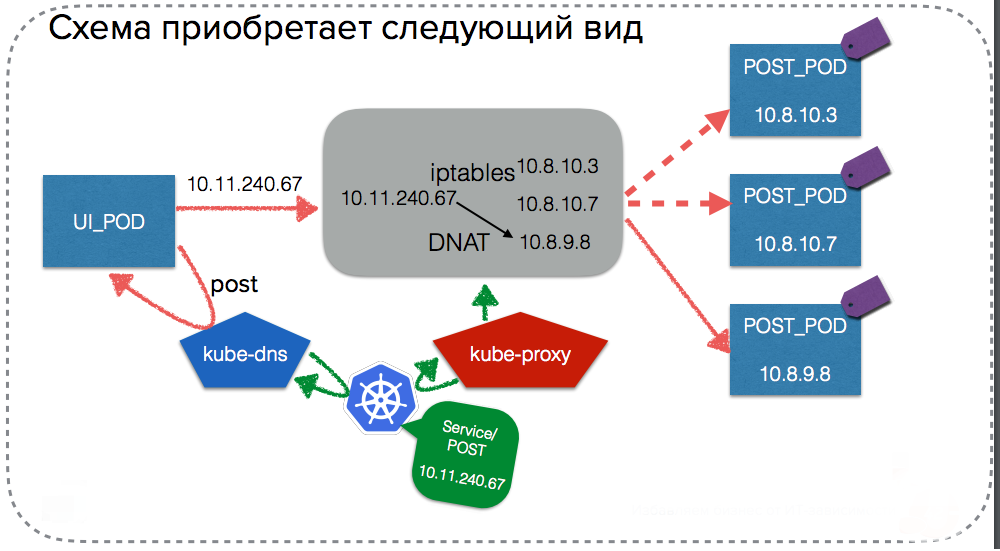 Схема приобретает следующий вид
POST_POD
10.8.10.3
10.11.240.67
UI_POD
iptables
10.8.10.3
10.11.240.67
10.8.10.7
DNAT
10.8.9.8
POST_POD
10.8.10.7
post
kube-dns
kube-proxy
POST_POD
10.8.9.8
Service/
POST
10.11.240.67